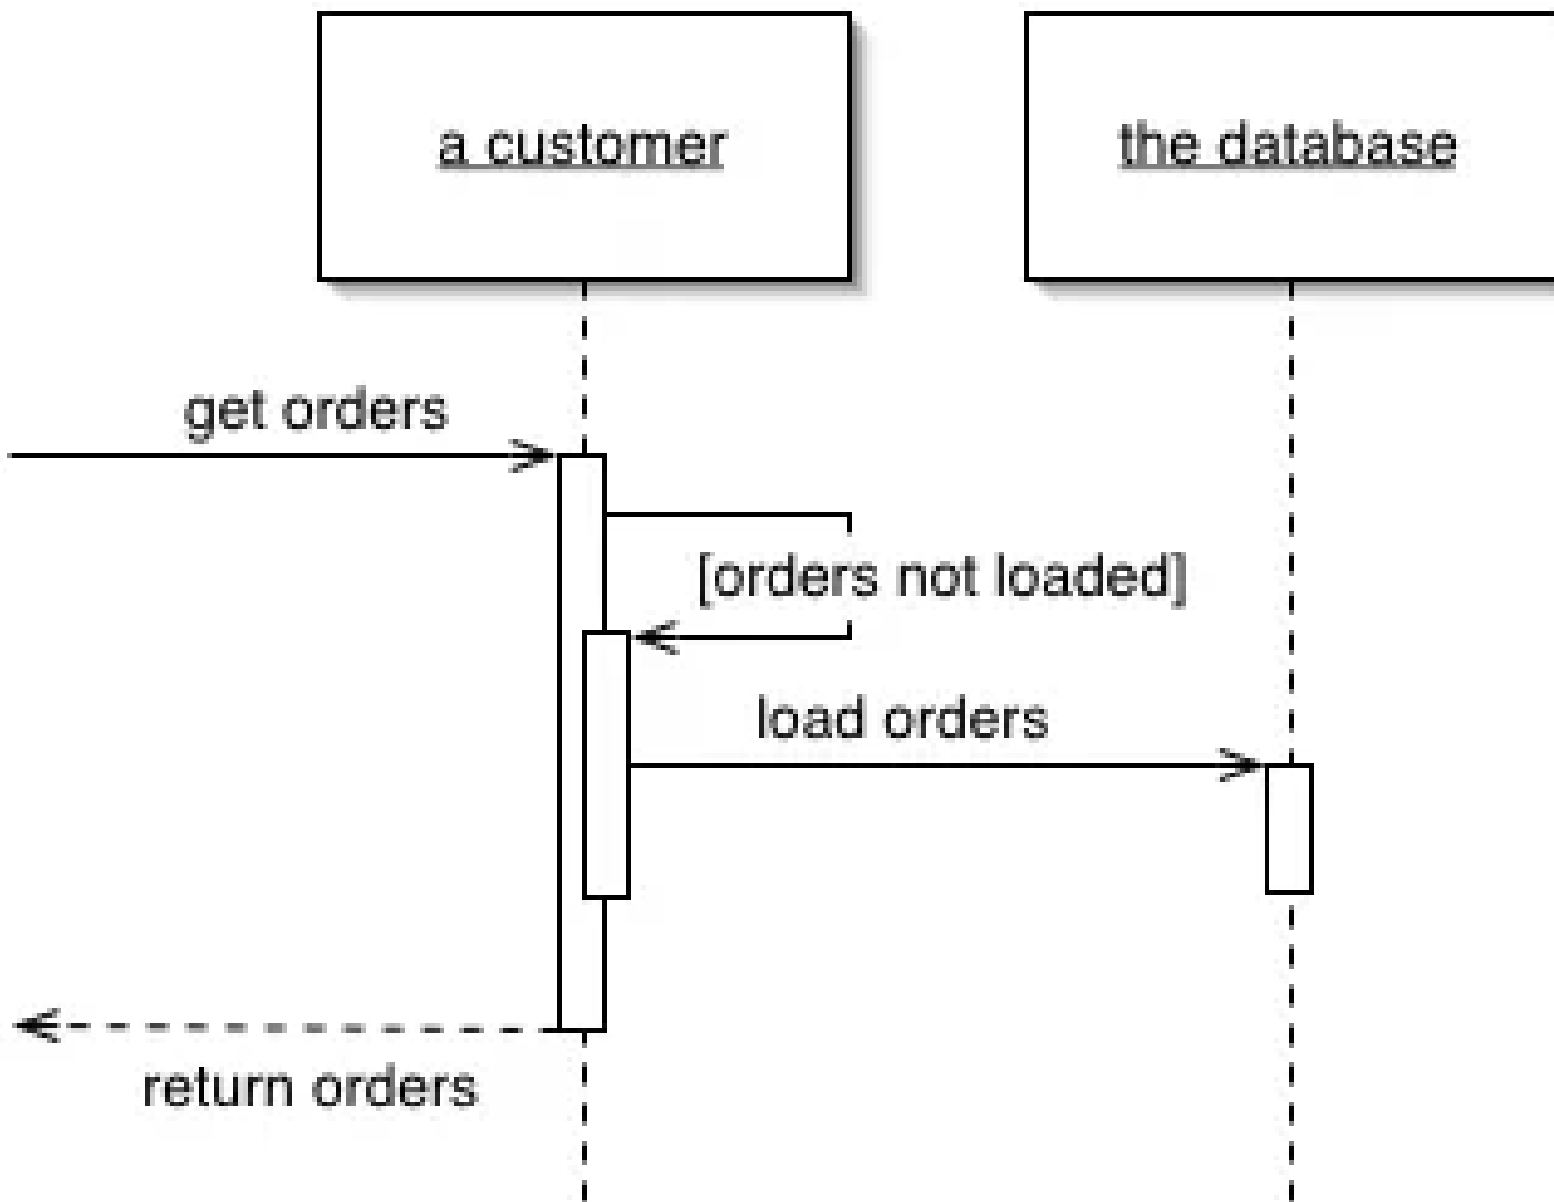 a customer
the database
get orders
[orders not loaded]
load orders
return orders